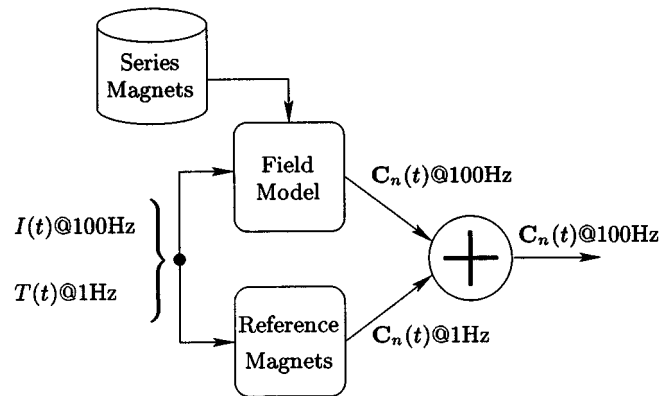 Series
Magnets
Field
Model
C_n(t)@100Hz
I(t)@100Hz
C_n(t)@100Hz
T(t)@1Hz
Reference
Magnets
C_n(t)@1Hz